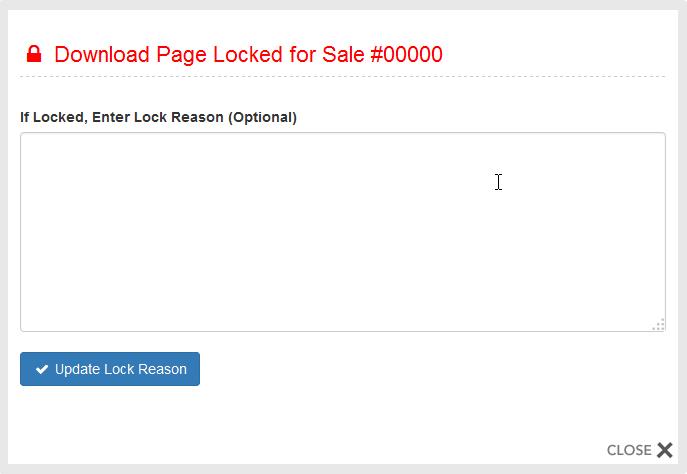 Download Page Locked for Sale #00000
If Locked, Enter Lock Reason (Optional)
Update Lock Reason
CLOSE